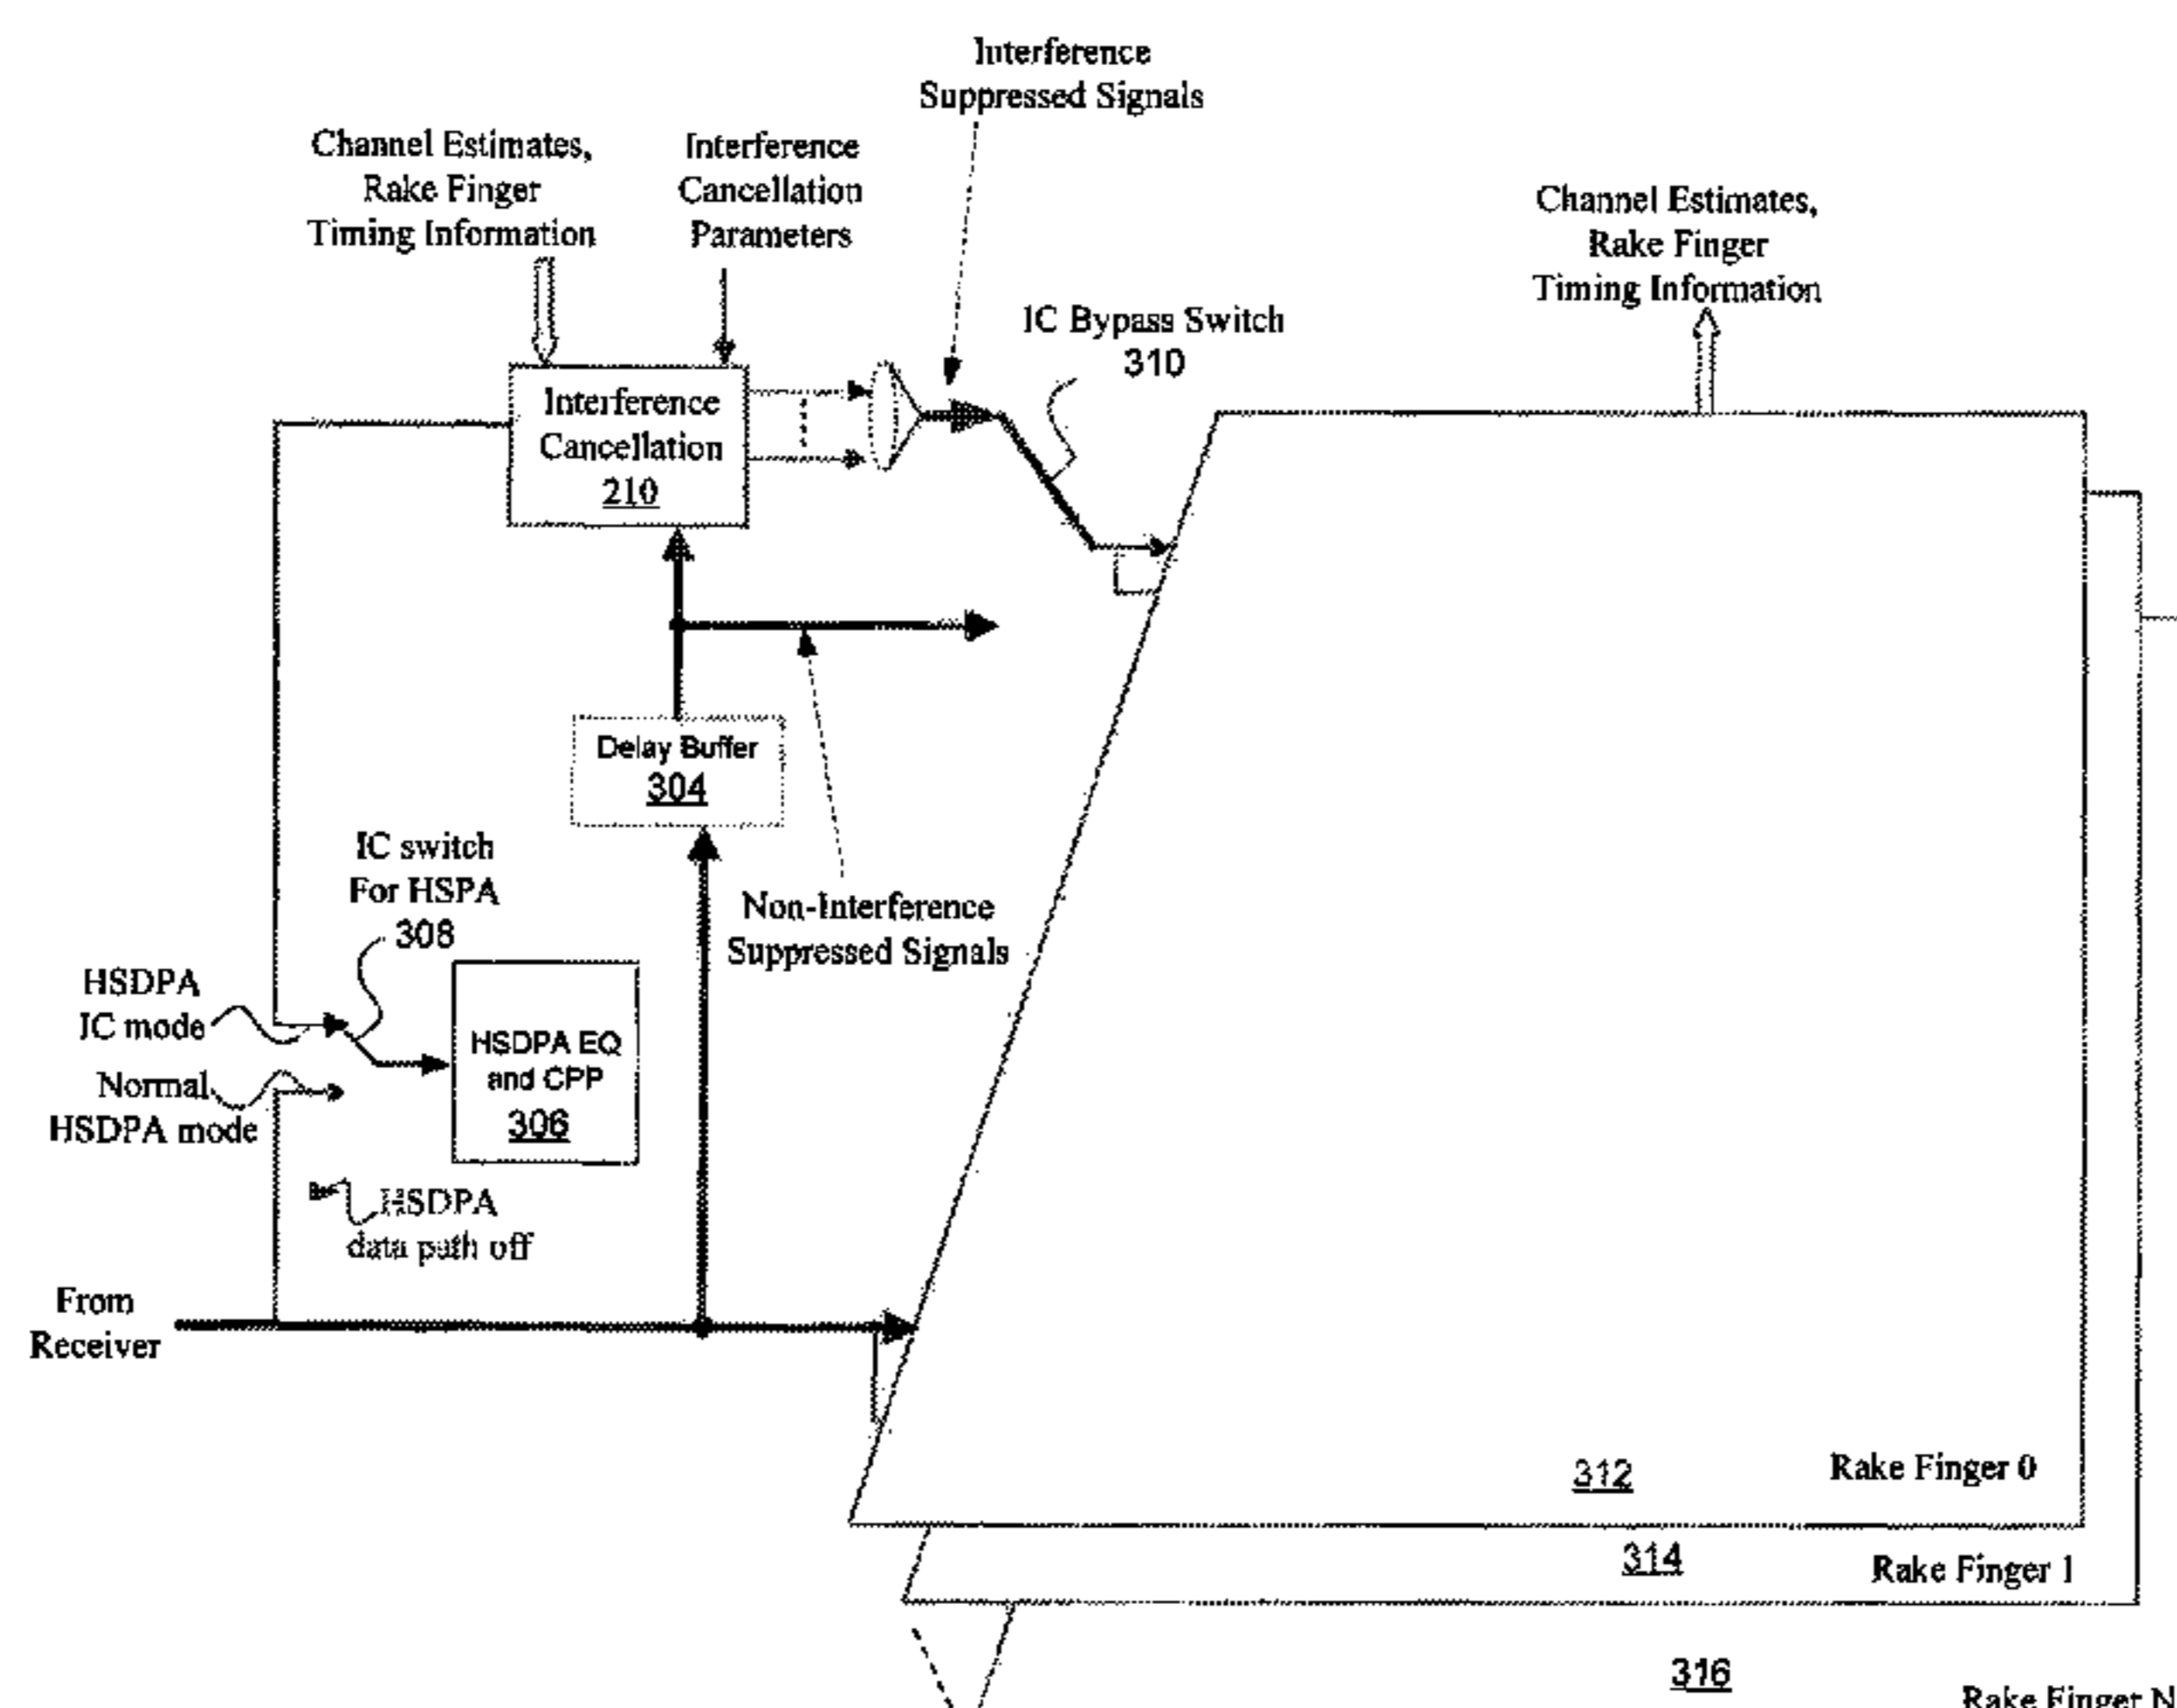 Interference
Suppressed Signals
Channel Estimates,
Rake Finger
Timing Information
Interference
Cancellation
Parameters
Channel Estimates,
Rake Finger
Timing Information
IC Bypass Switch
310
Interference
Cancellation
210
Delay Buffer
304
IC switch
For HSPA
308
Non-Interference
Suppressed Signals
HSDPA
IC mode
HSDPA EQ
and CPP
306
Normal
HSDPA mode
HSDPA
data path off
From
Receiver
312
Rake Finger 0
314
Rake Finger 1
316
Rake Finger N